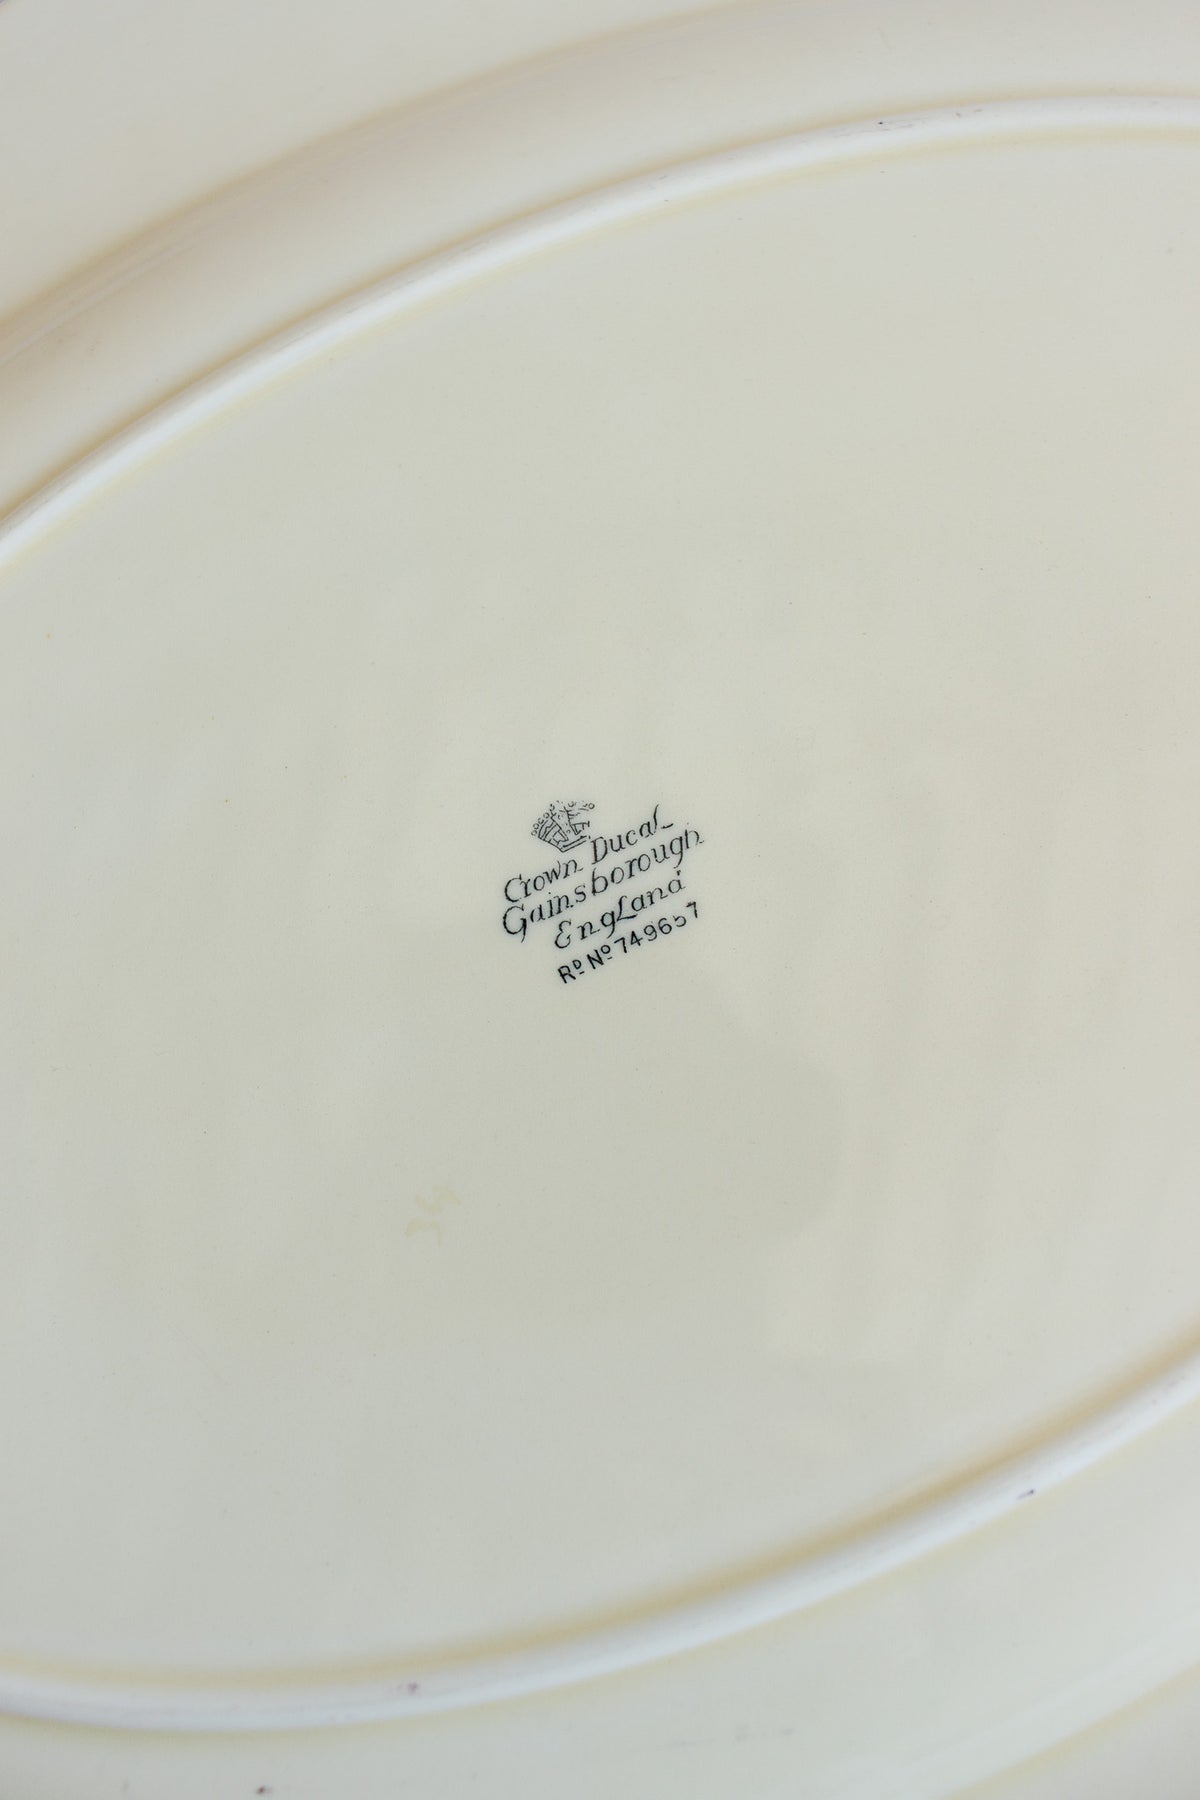 Crown Ducal
Gainsborough
England
RD No 749657